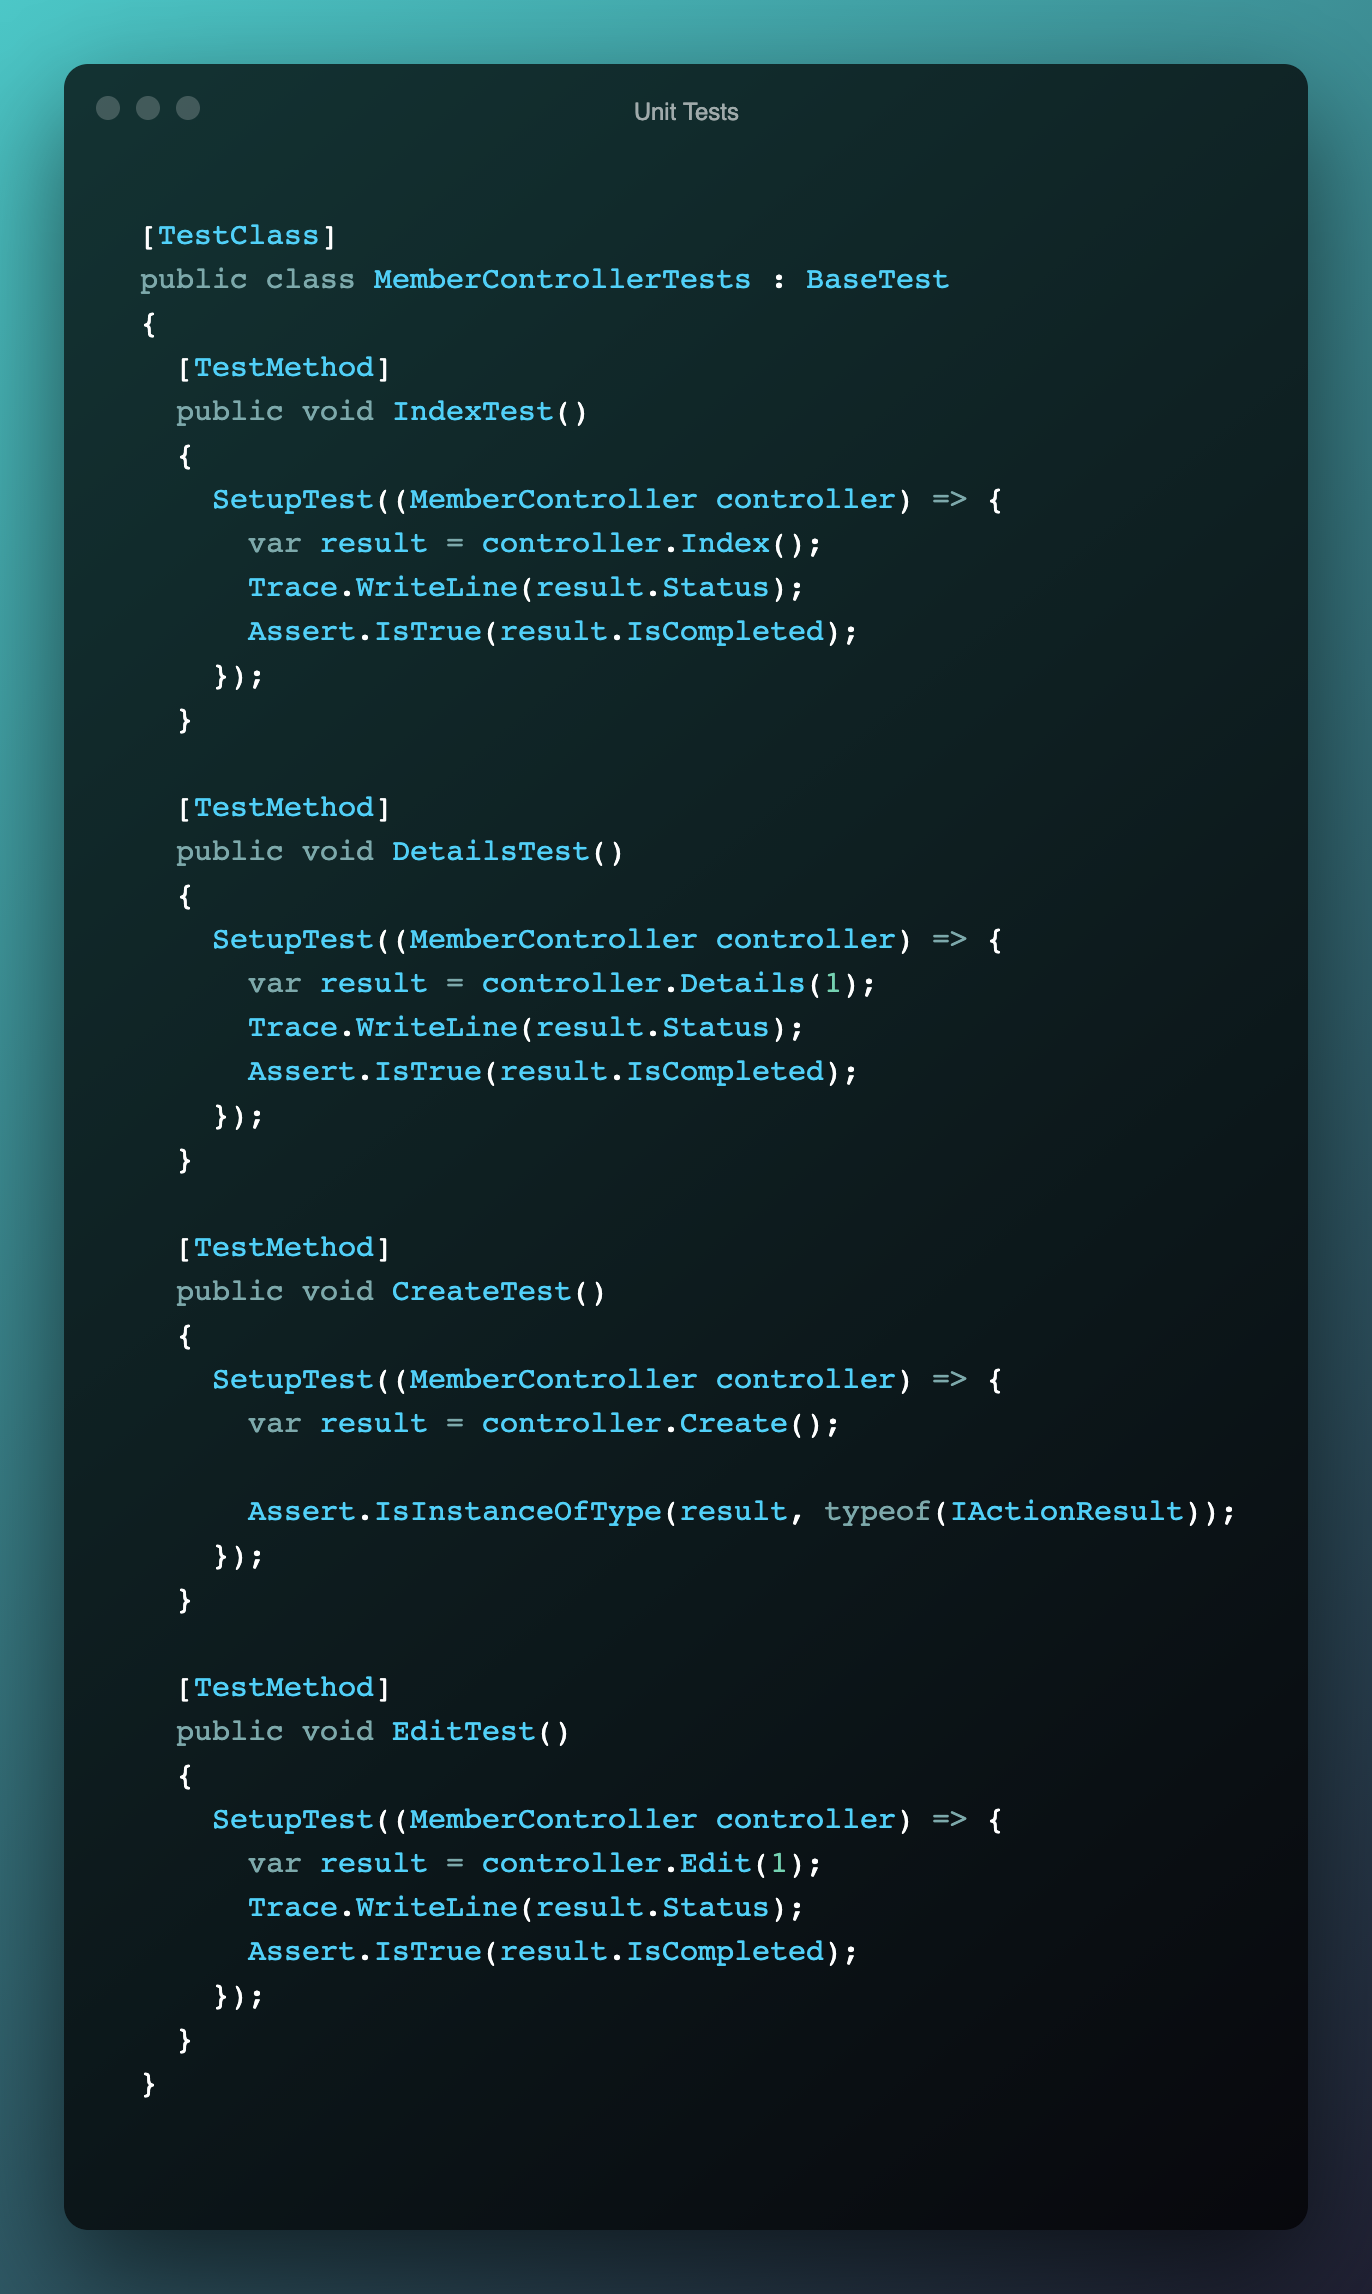 Unit Tests
[TestClass]
public class MemberControllerTests : BaseTest
{
  [TestMethod]
  public void IndexTest()
  {
    SetupTest((MemberController controller) => {
      var result = controller.Index();
      Trace.WriteLine(result.Status);
      Assert.IsTrue(result.IsCompleted);
    });
  }

  [TestMethod]
  public void DetailsTest()
  {
    SetupTest((MemberController controller) => {
      var result = controller.Details(1);
      Trace.WriteLine(result.Status);
      Assert.IsTrue(result.IsCompleted);
    });
  }

  [TestMethod]
  public void CreateTest()
  {
    SetupTest((MemberController controller) => {
      var result = controller.Create();

      Assert.IsInstanceOfType(result, typeof(IActionResult));
    });
  }

  [TestMethod]
  public void EditTest()
  {
    SetupTest((MemberController controller) => {
      var result = controller.Edit(1);
      Trace.WriteLine(result.Status);
      Assert.IsTrue(result.IsCompleted);
    });
  }
}